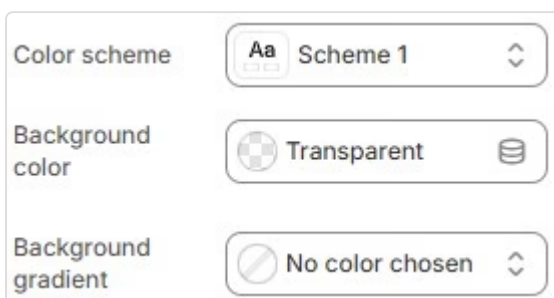 Color scheme
Aa Scheme 1
Background
color
Transparent
Background
gradient
No color chosen